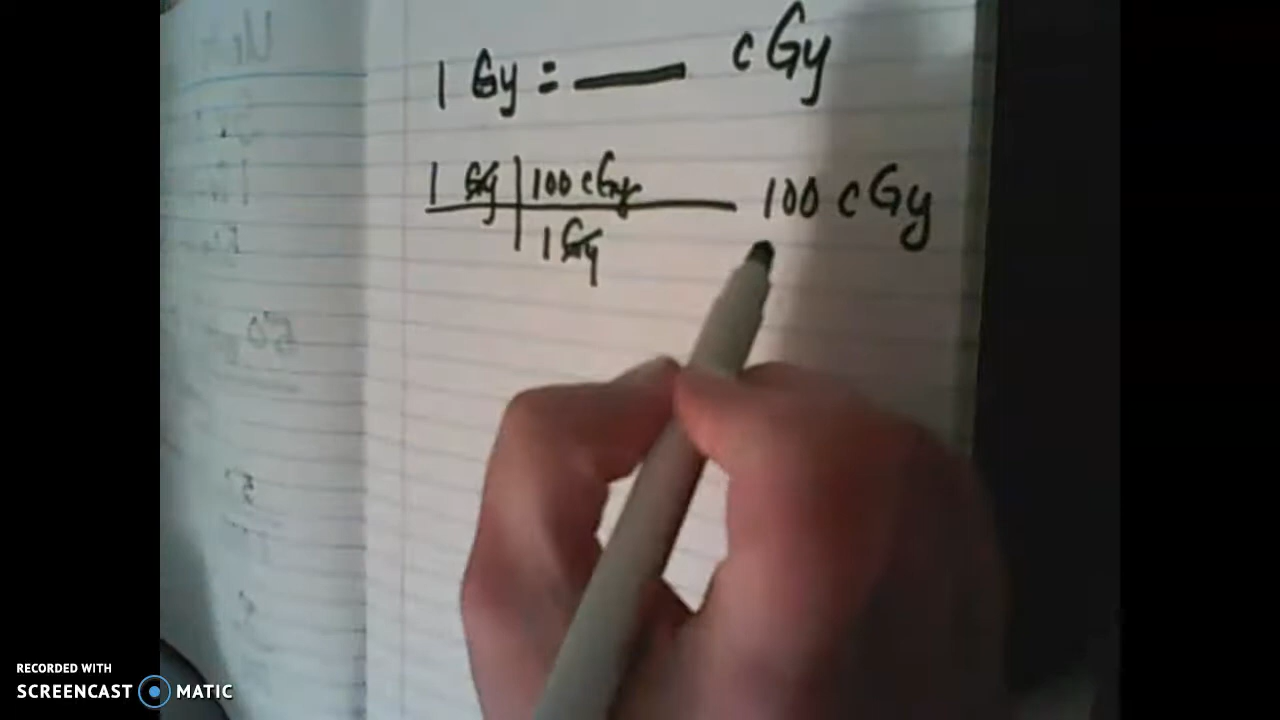 1 Gy = ___ cGy
1 Gy | 100 cGy 100 cGy
1 Gy
RECORDED WITH
SCREENCAST MATIC